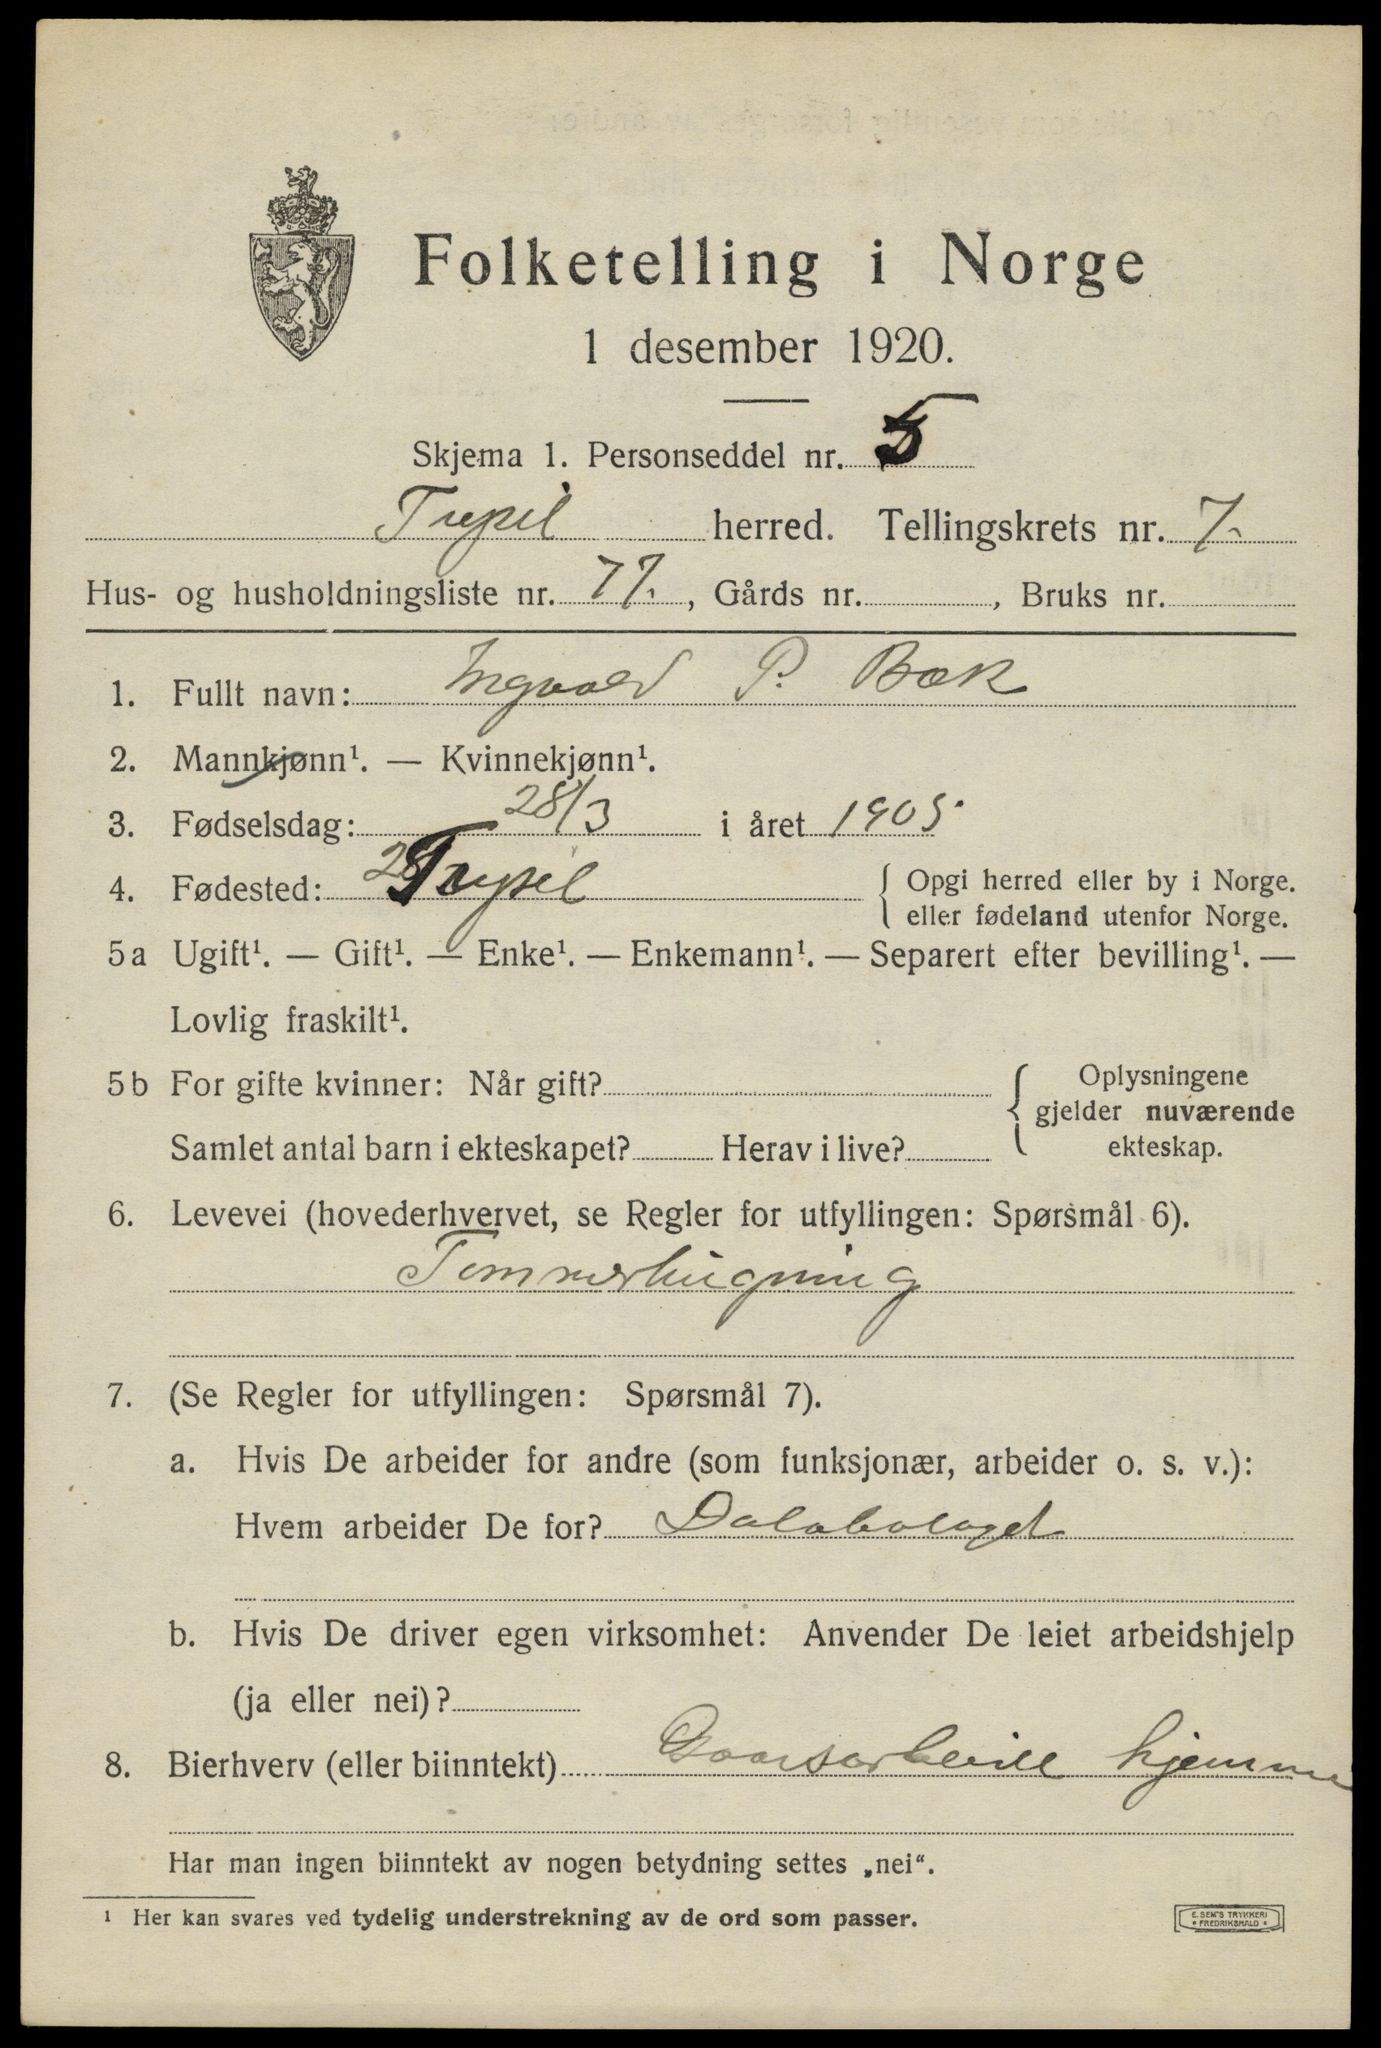 Folketelling i Norge
1 desember 1920.
Skjema 1. Personseddel nr. 5
Trysil herred. Tellingskrets nr. 7.
Hus- og husholdningsliste nr. 77. , Gårds nr. , Bruks nr.
1. Fullt navn: Ingvald P. Bæk
2. Mannkjønn¹. — Kvinnekjønn¹.
3. Fødselsdag: 28/3 i året 1905.
4. Fødested: 28 Trysil { Opgi herred eller by i Norge.
eller fødeland utenfor Norge.
5a Ugift¹. — Gift¹. — Enke¹. — Enkemann¹. — Separert efter bevilling¹. —
Lovlig fraskilt¹.
5b For gifte kvinner: Når gift? { Oplysningene
gjelder nuværende
Samlet antal barn i ekteskapet? Herav i live? ekteskap.
6. Levevei (hovederhvervet, se Regler for utfyllingen: Spørsmål 6).
Tømmerhugning
7. (Se Regler for utfyllingen: Spørsmål 7).
a. Hvis De arbeider for andre (som funksjonær, arbeider o. s. v.):
Hvem arbeider De for? Dalabolaget
b. Hvis De driver egen virksomhet: Anvender De leiet arbeidshjelp
(ja eller nei)?
8. Bierhverv (eller biinntekt) hjemme
Har man ingen biinntekt av nogen betydning settes „nei“.
¹ Her kan svares ved tydelig understrekning av de ord som passer.
E. SEM'S TRYKKERI
* FREDRIKSHALD *